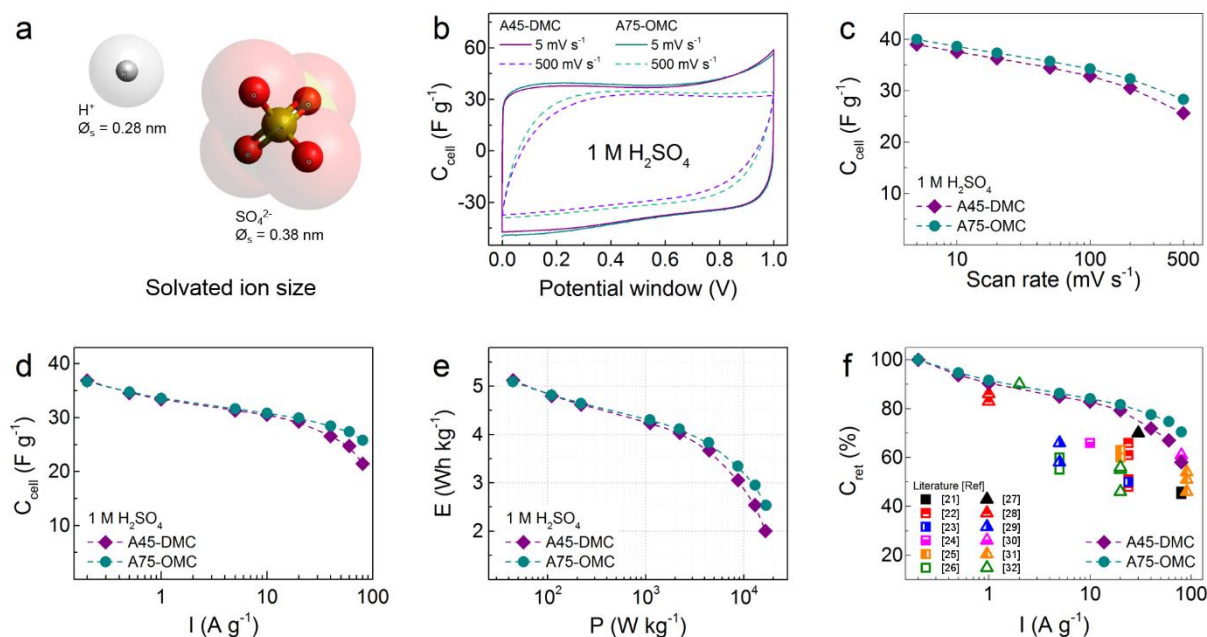 a
H⁺
Øₛ = 0.28 nm
SO₄²⁻
Øₛ = 0.38 nm
Solvated ion size
b
A45-DMC A75-OMC
5 mV s⁻¹ 5 mV s⁻¹
500 mV s⁻¹ 500 mV s⁻¹
60
30
0
-30
C_cell (F g⁻¹)
1 M H₂SO₄
0.0 0.2 0.4 0.6 0.8 1.0
Potential window (V)
c
40
30
20
10
C_cell (F g⁻¹)
1 M H₂SO₄
A45-DMC
A75-OMC
10 100 500
Scan rate (mV s⁻¹)
d
40
30
20
10
C_cell (F g⁻¹)
1 M H₂SO₄
A45-DMC
A75-OMC
1 10 100
I (A g⁻¹)
e
5
4
3
2
E (Wh kg⁻¹)
1 M H₂SO₄
A45-DMC
A75-OMC
10² 10³ 10⁴
P (W kg⁻¹)
f
100
80
60
40
20
C_ret (%)
Literature [Ref]
[21] [27]
[22] [28]
[23] [29]
[24] [30]
[25] [31]
[26] [32]
A45-DMC
A75-OMC
1 10 100
I (A g⁻¹)